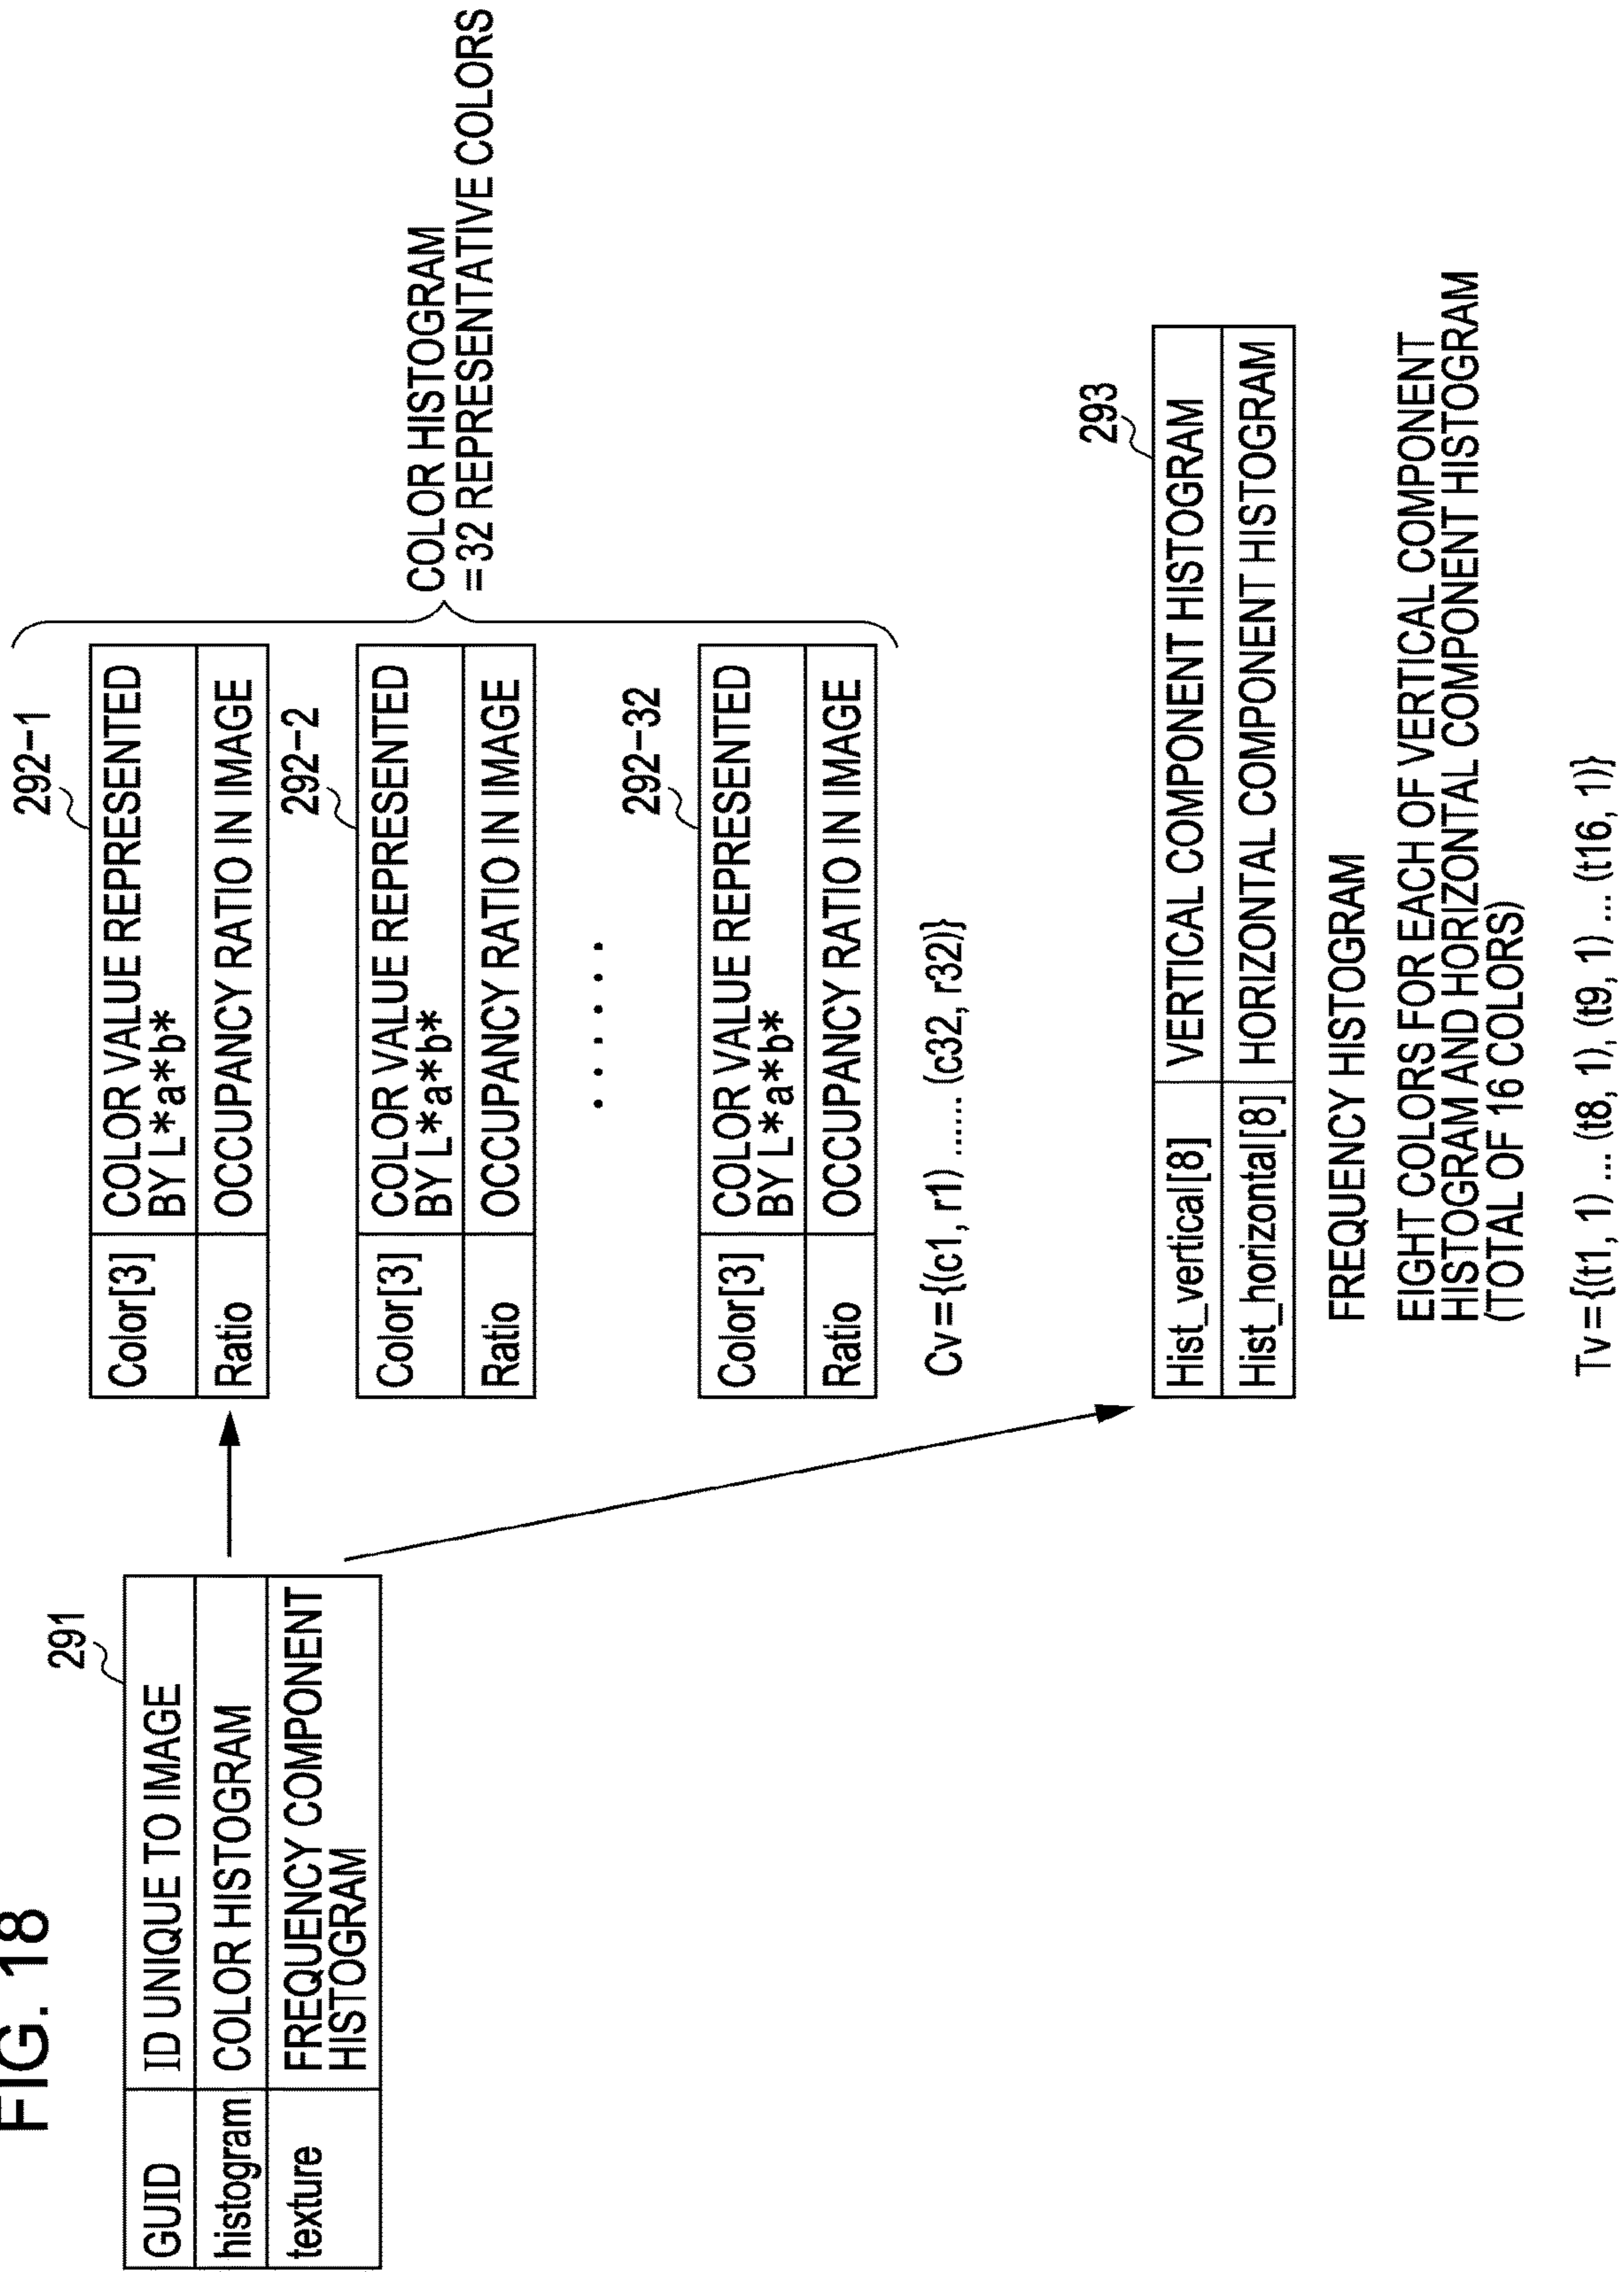 FIG. 18
291
GUID ID UNIQUE TO IMAGE
histogram COLOR HISTOGRAM
texture FREQUENCY COMPONENT
HISTOGRAM
292-1
Color[3] COLOR VALUE REPRESENTED
BY L*a*b*
Ratio OCCUPANCY RATIO IN IMAGE
292-2
Color[3] COLOR VALUE REPRESENTED
BY L*a*b*
Ratio OCCUPANCY RATIO IN IMAGE
......
292-32
Color[3] COLOR VALUE REPRESENTED
BY L*a*b*
Ratio OCCUPANCY RATIO IN IMAGE
COLOR HISTOGRAM
=32 REPRESENTATIVE COLORS
Cv={(c1, r1) ...... (c32, r32)}
293
Hist_vertical[8] VERTICAL COMPONENT HISTOGRAM
Hist_horizontal[8] HORIZONTAL COMPONENT HISTOGRAM
FREQUENCY HISTOGRAM
EIGHT COLORS FOR EACH OF VERTICAL COMPONENT
HISTOGRAM AND HORIZONTAL COMPONENT HISTOGRAM
(TOTAL OF 16 COLORS)
Tv={(t1, 1) ... (t8, 1), (t9, 1) ... (t16, 1)}